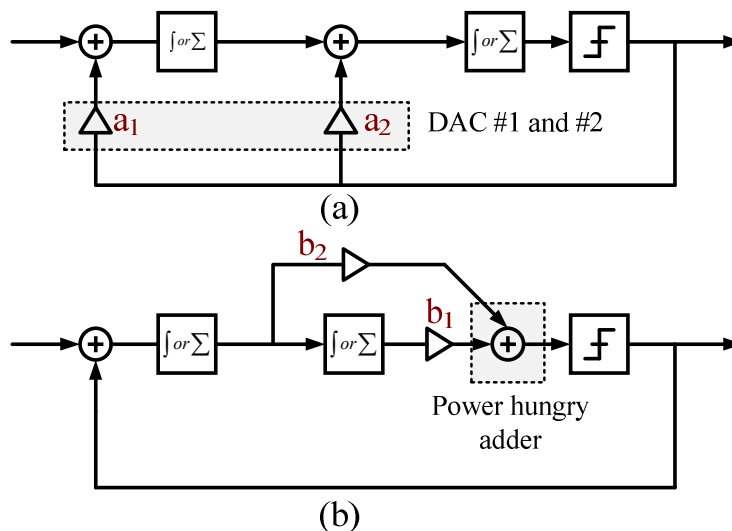 ∫or∑ ∫or∑
a₁ a₂ DAC #1 and #2
(a)
b₂
b₁
∫or∑ ∫or∑
Power hungry
adder
(b)